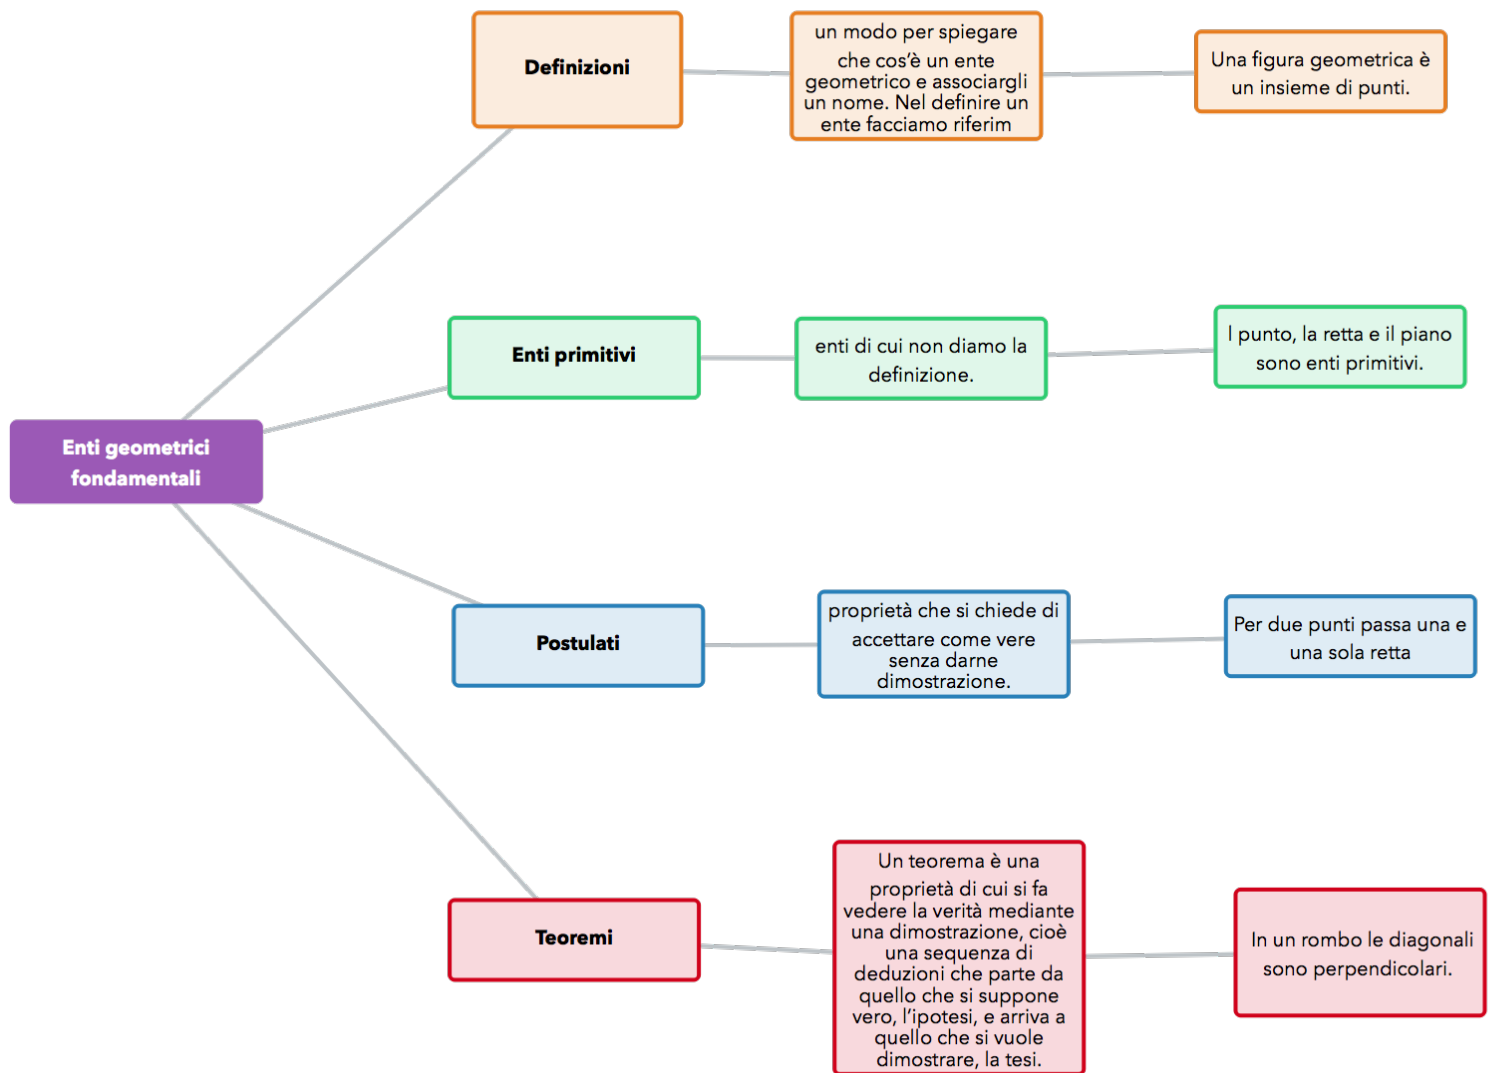 Definizioni
un modo per spiegare
che cos’è un ente
geometrico e associargli
un nome. Nel definire un
ente facciamo riferim
Una figura geometrica è
un insieme di punti.
Enti primitivi
enti di cui non diamo la
definizione.
l punto, la retta e il piano
sono enti primitivi.
Enti geometrici
fondamentali
Postulati
proprietà che si chiede di
accettare come vere
senza darne
dimostrazione.
Per due punti passa una e
una sola retta
Teoremi
Un teorema è una
proprietà di cui si fa
vedere la verità mediante
una dimostrazione, cioè
una sequenza di
deduzioni che parte da
quello che si suppone
vero, l’ipotesi, e arriva a
quello che si vuole
dimostrare, la tesi.
In un rombo le diagonali
sono perpendicolari.